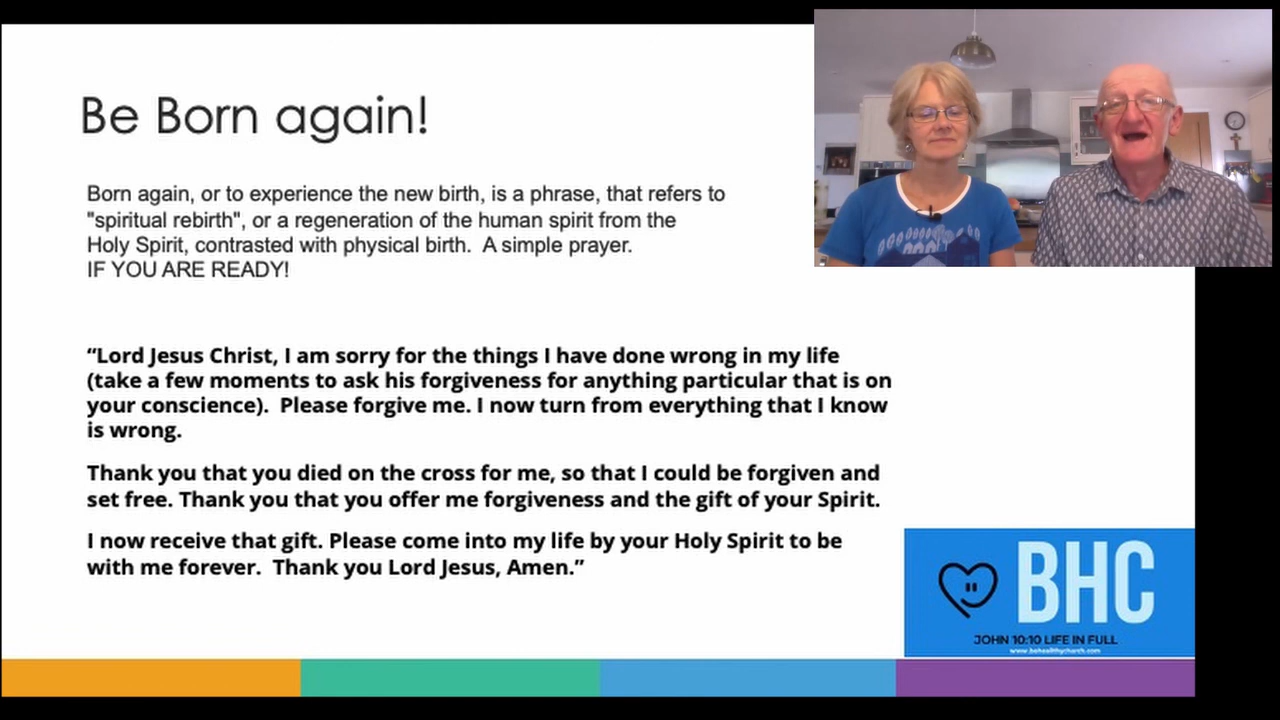 Be Born again!
Born again, or to experience the new birth, is a phrase, that refers to
"spiritual rebirth", or a regeneration of the human spirit from the
Holy Spirit, contrasted with physical birth.  A simple prayer.
IF YOU ARE READY!
“Lord Jesus Christ, I am sorry for the things I have done wrong in my life
(take a few moments to ask his forgiveness for anything particular that is on
your conscience).  Please forgive me. I now turn from everything that I know
is wrong.
Thank you that you died on the cross for me, so that I could be forgiven and
set free. Thank you that you offer me forgiveness and the gift of your Spirit.
I now receive that gift. Please come into my life by your Holy Spirit to be
with me forever.  Thank you Lord Jesus, Amen.”
BHC
JOHN 10:10 LIFE IN FULL
www.behealthychurch.com